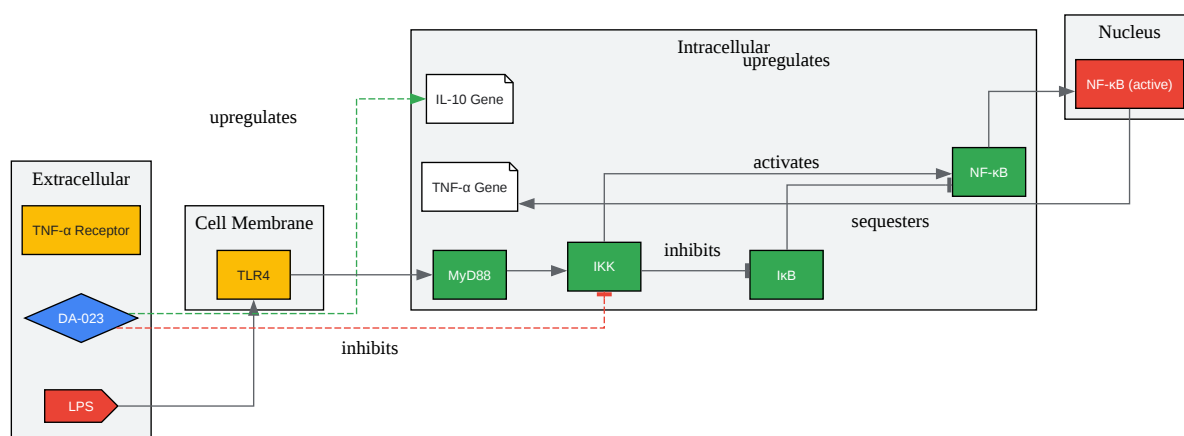 Nucleus
Intracellular
upregulates
NF-κB (active)
IL-10 Gene
upregulates
activates
NF-κB
Extracellular
TNF-α Gene
TNF-α Receptor
Cell Membrane
sequesters
inhibits
TLR4
MyD88
IKK
IκB
DA-023
inhibits
LPS